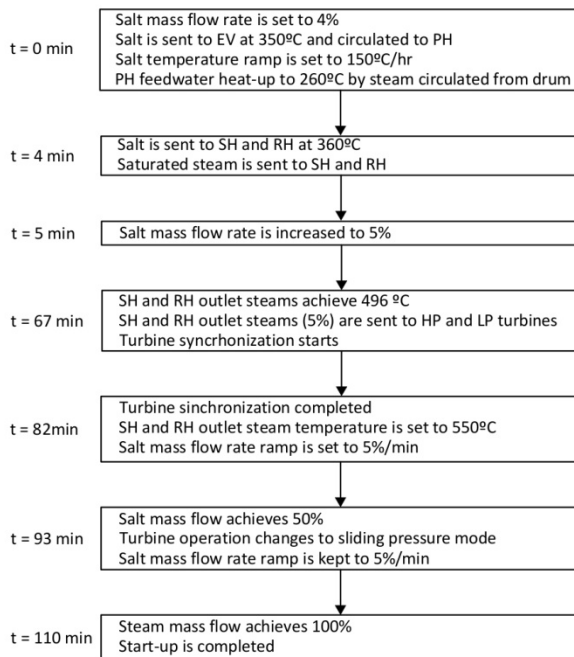 t = 0 min
Salt mass flow rate is set to 4%
Salt is sent to EV at 350ºC and circulated to PH
Salt temperature ramp is set to 150ºC/hr
PH feedwater heat-up to 260ºC by steam circulated from drum
t = 4 min
Salt is sent to SH and RH at 360ºC
Saturated steam is sent to SH and RH
t = 5 min
Salt mass flow rate is increased to 5%
t = 67 min
SH and RH outlet steams achieve 496 ºC
SH and RH outlet steams (5%) are sent to HP and LP turbines
Turbine syncrhonization starts
t = 82min
Turbine sinchronization completed
SH and RH outlet steam temperature is set to 550ºC
Salt mass flow rate ramp is set to 5%/min
t = 93 min
Salt mass flow achieves 50%
Turbine operation changes to sliding pressure mode
Salt mass flow rate ramp is kept to 5%/min
t = 110 min
Steam mass flow achieves 100%
Start-up is completed